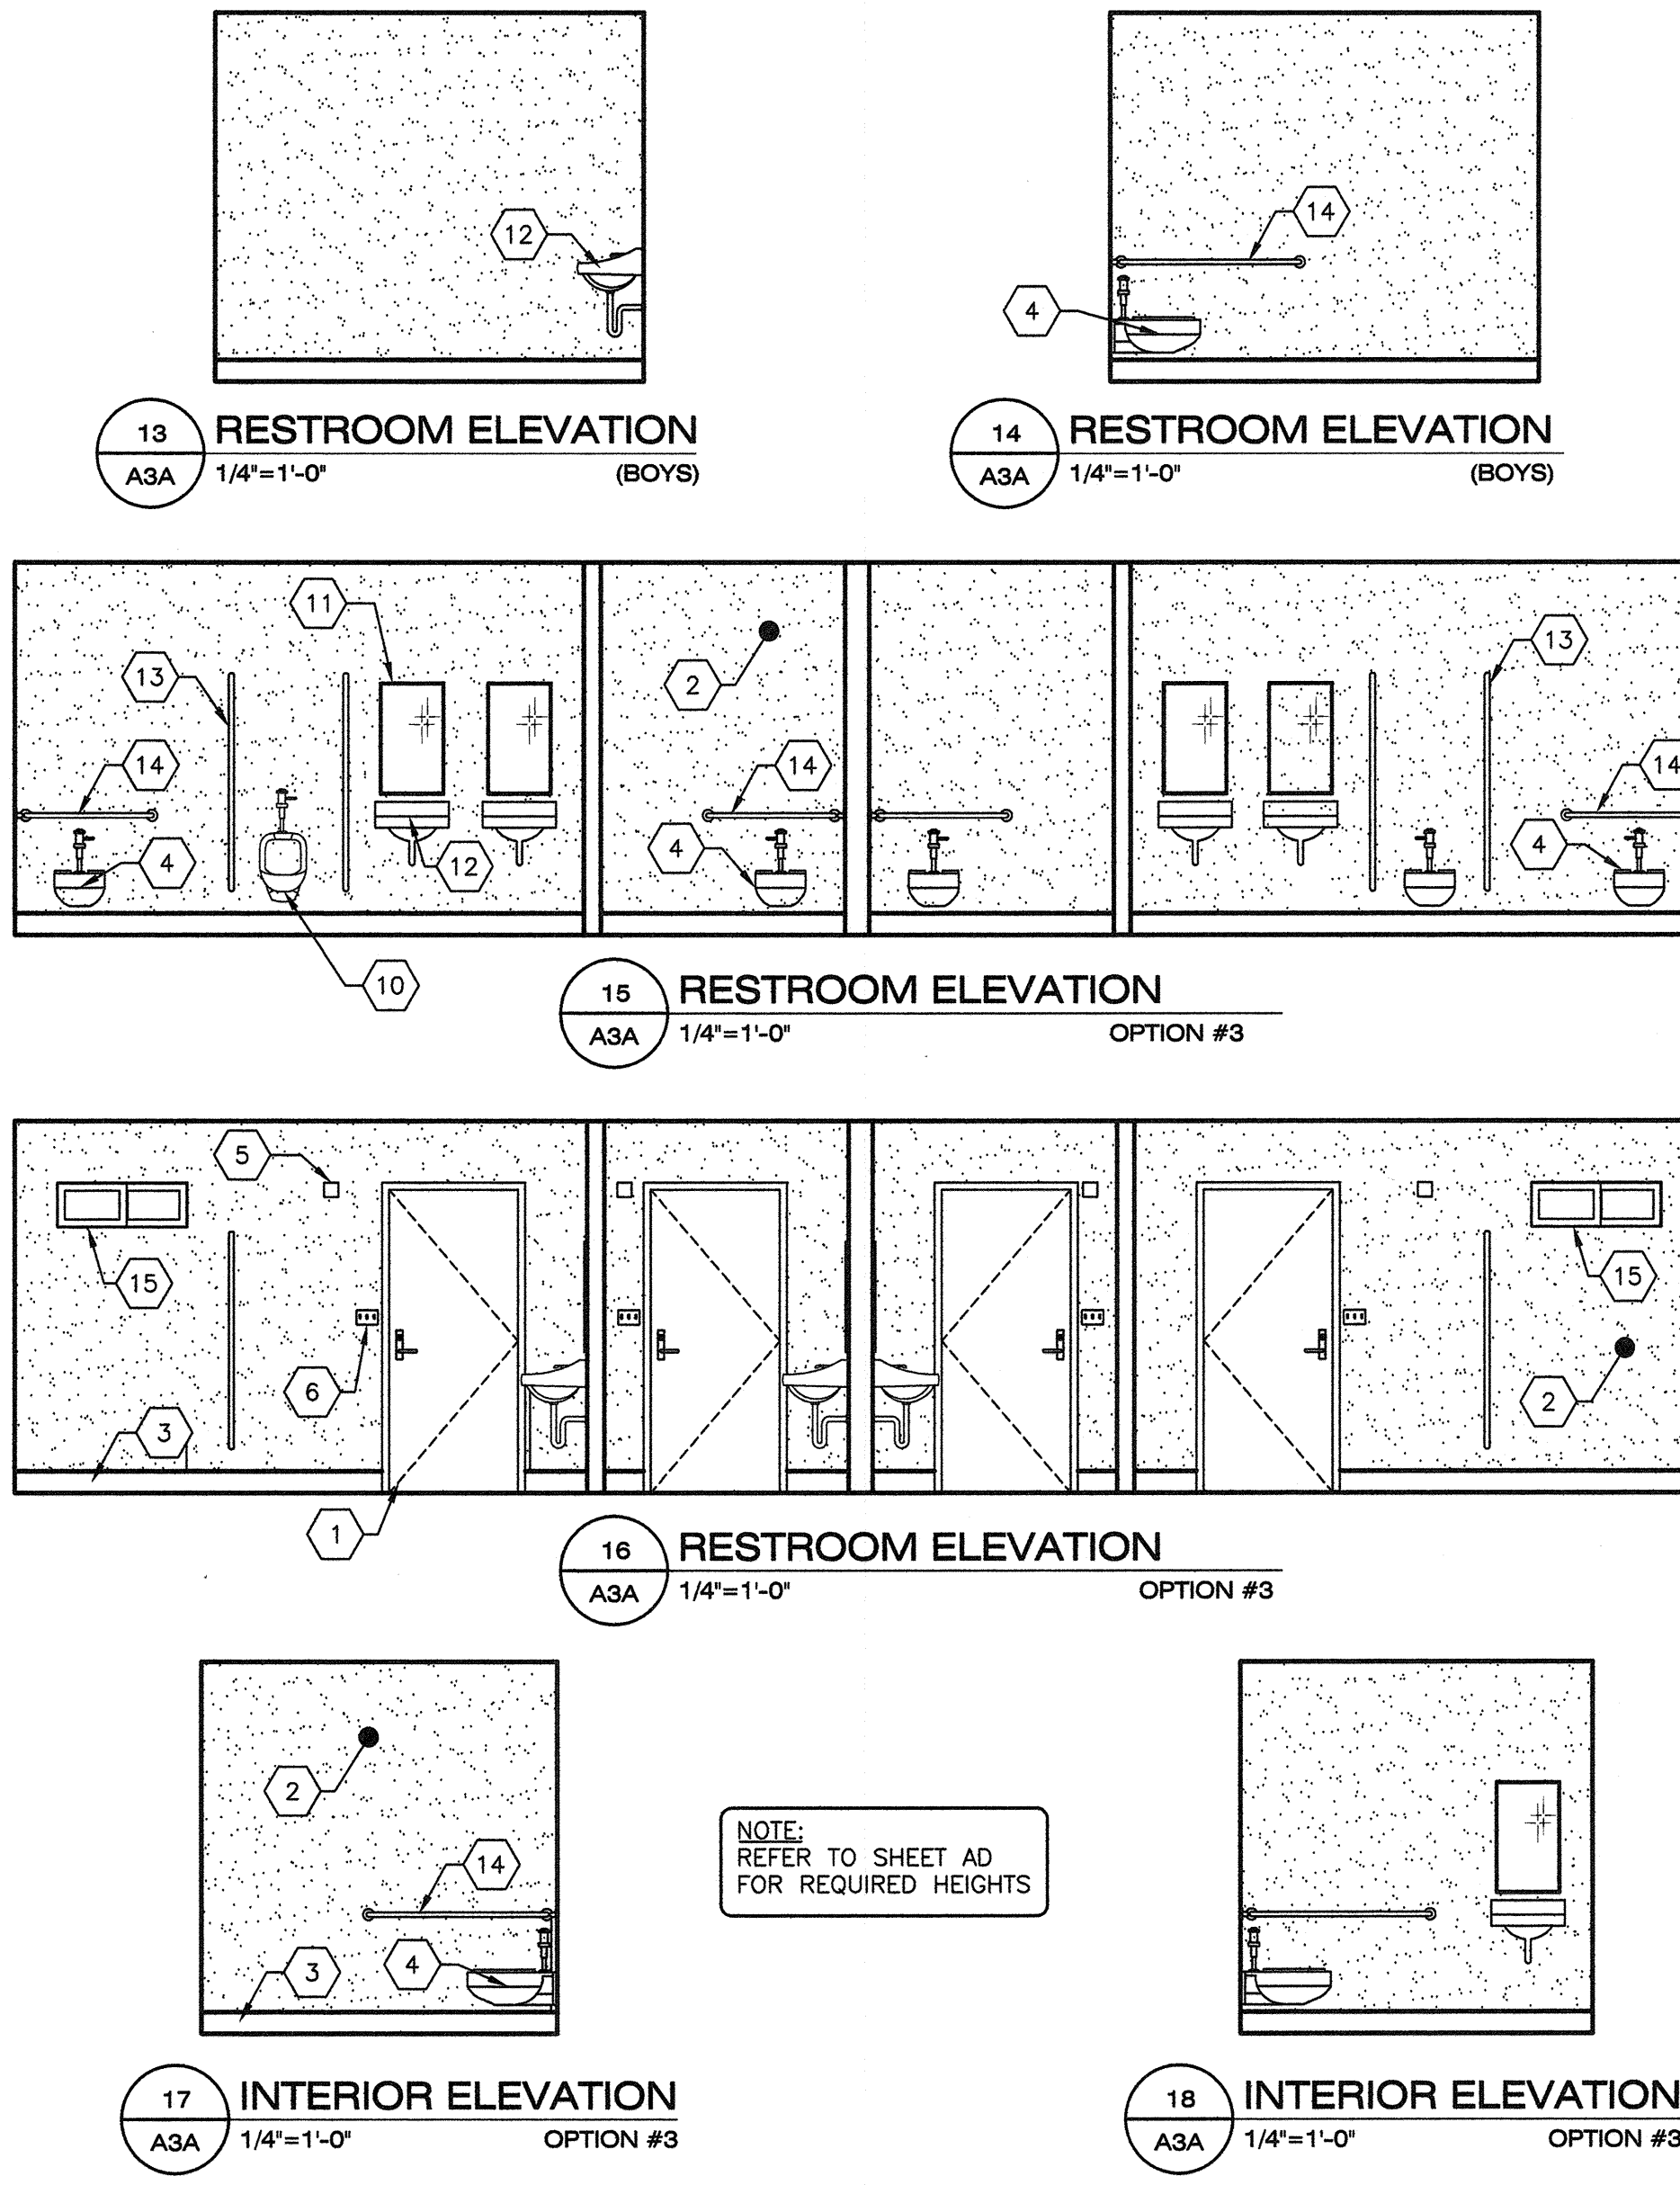 12
14
4
13
RESTROOM ELEVATION
A3A
1/4"=1'-0"
(BOYS)
14
RESTROOM ELEVATION
A3A
1/4"=1'-0"
(BOYS)
11
13
2
13
14
14
14
4
12
4
4
10
15
RESTROOM ELEVATION
A3A
1/4"=1'-0"
OPTION #3
5
15
15
6
2
3
1
16
RESTROOM ELEVATION
A3A
1/4"=1'-0"
OPTION #3
2
14
3
4
NOTE:
REFER TO SHEET AD
FOR REQUIRED HEIGHTS
17
INTERIOR ELEVATION
A3A
1/4"=1'-0"
OPTION #3
18
INTERIOR ELEVATION
A3A
1/4"=1'-0"
OPTION #3